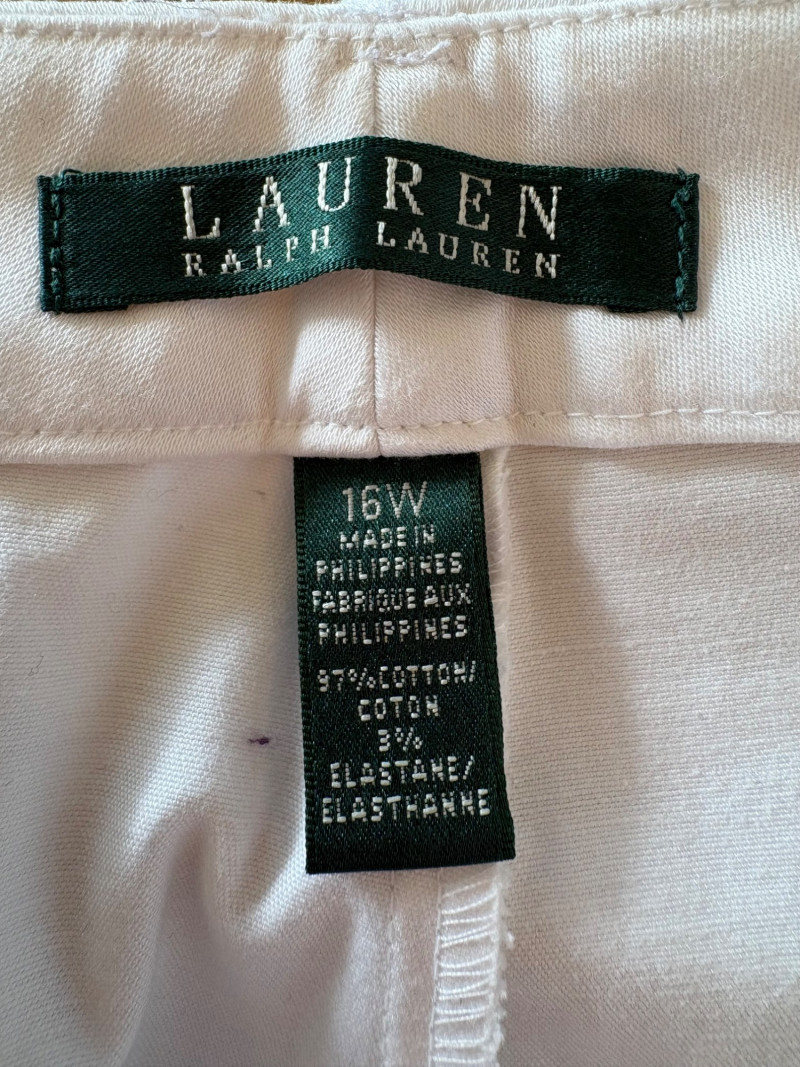 LAUREN
RALPH LAUREN
16W
MADE IN
PHILIPPINES
FABRIQUE AUX
PHILIPPINES
97% COTTON/
COTON
3%
ELASTANE/
ELASTHANNE